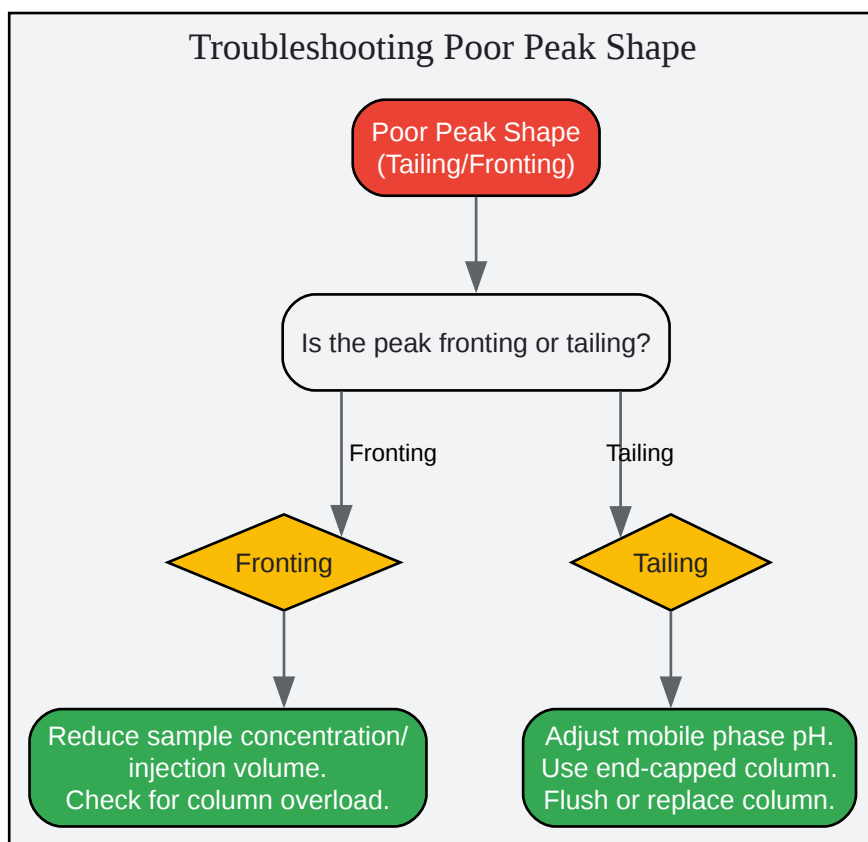 Troubleshooting Poor Peak Shape
Poor Peak Shape
(Tailing/Fronting)
Is the peak fronting or tailing?
Fronting
Tailing
Fronting
Tailing
Reduce sample concentration/
injection volume.
Check for column overload.
Adjust mobile phase pH.
Use end-capped column.
Flush or replace column.